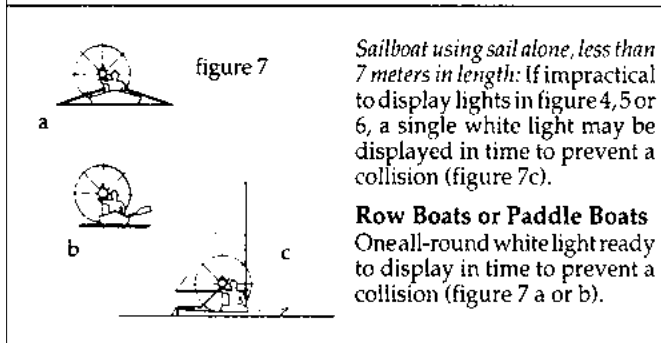 figure 7
a
b
c
Sailboat using sail alone, less than
7 meters in length: If impractical
to display lights in figure 4, 5 or
6, a single white light may be
displayed in time to prevent a
collision (figure 7c).
Row Boats or Paddle Boats
One all-round white light ready
to display in time to prevent a
collision (figure 7 a or b).